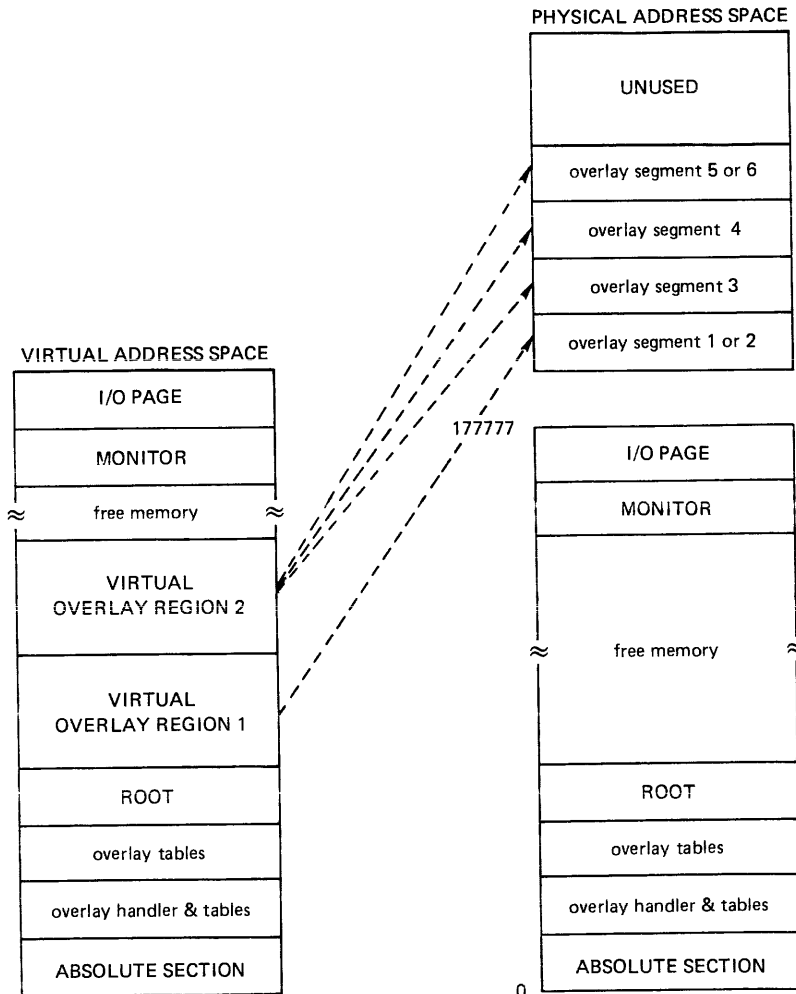 PHYSICAL ADDRESS SPACE
UNUSED
overlay segment 5 or 6
overlay segment 4
overlay segment 3
overlay segment 1 or 2
VIRTUAL ADDRESS SPACE
I/O PAGE
MONITOR
≈ free memory ≈
VIRTUAL
OVERLAY REGION 2
VIRTUAL
OVERLAY REGION 1
ROOT
overlay tables
overlay handler & tables
ABSOLUTE SECTION
177777
I/O PAGE
MONITOR
≈ free memory ≈
ROOT
overlay tables
overlay handler & tables
ABSOLUTE SECTION
0